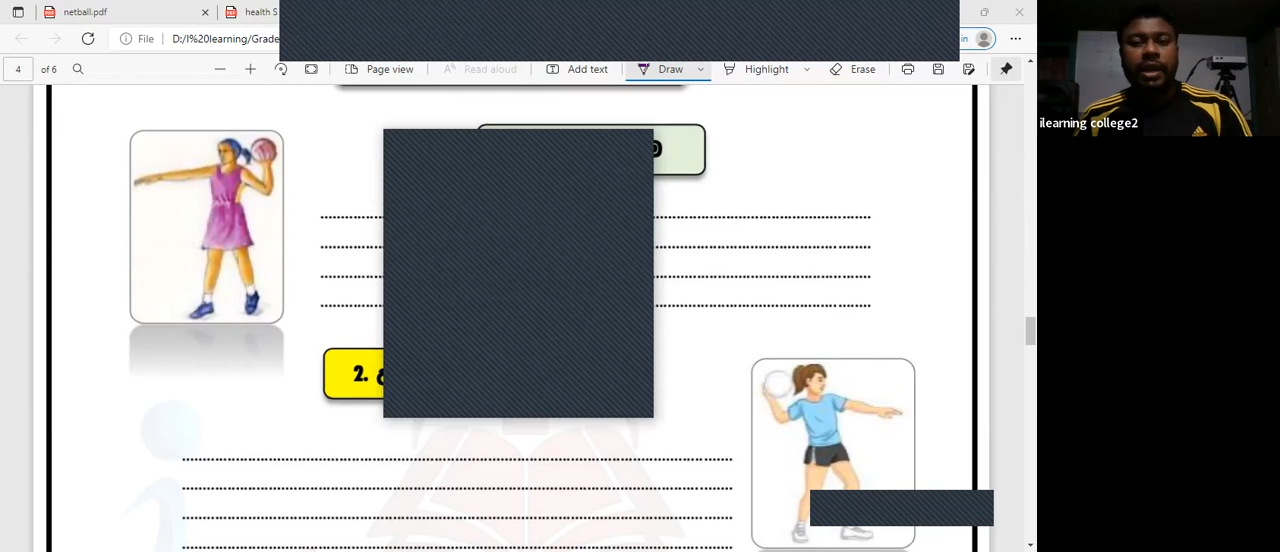 netball.pdf
health S
File
D:/I%20learning/Grade
in
4
of 6
Page view
Read aloud
Add text
Draw
Highlight
Erase
ilearning college2
2.